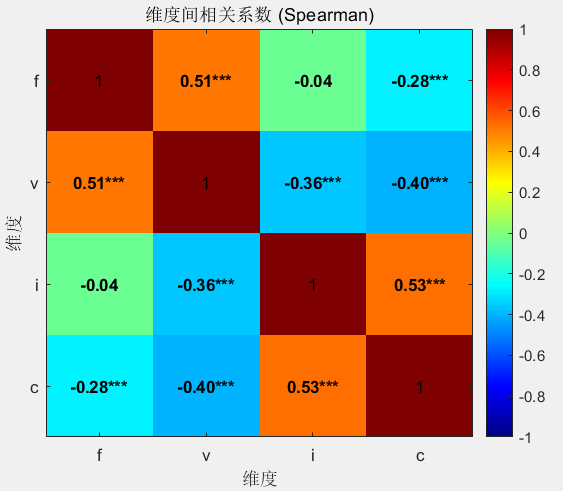 维度间相关系数 (Spearman)
f 1 0.51*** -0.04 -0.28***
v 0.51*** 1 -0.36*** -0.40***
i -0.04 -0.36*** 1 0.53***
c -0.28*** -0.40*** 0.53*** 1
f v i c
维度
维度
1
0.8
0.6
0.4
0.2
0
-0.2
-0.4
-0.6
-0.8
-1